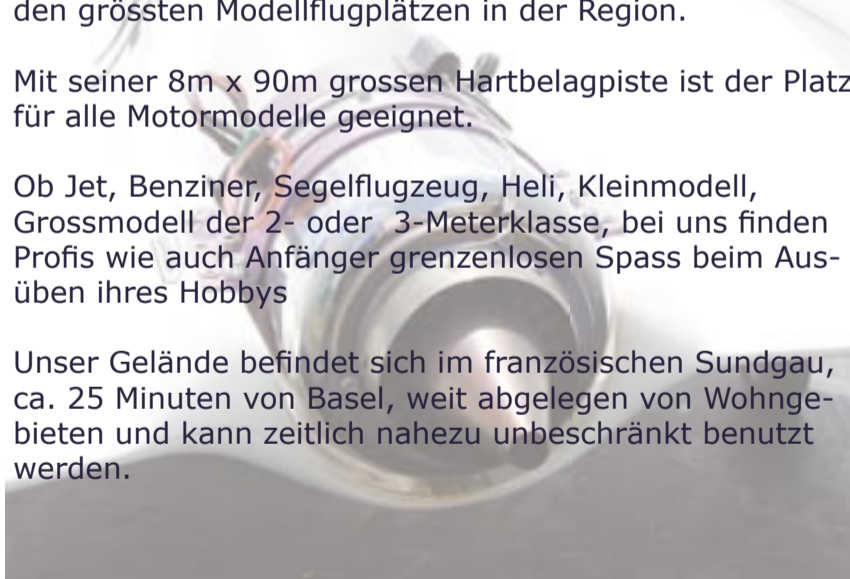 den grössten Modellflugplätzen in der Region.
Mit seiner 8m x 90m grossen Hartbelagpiste ist der Platz
für alle Motormodelle geeignet.
Ob Jet, Benziner, Segelflugzeug, Heli, Kleinmodell,
Grossmodell der 2- oder  3-Meterklasse, bei uns finden
Profis wie auch Anfänger grenzenlosen Spass beim Aus-
üben ihres Hobbys
Unser Gelände befindet sich im französischen Sundgau,
ca. 25 Minuten von Basel, weit abgelegen von Wohnge-
bieten und kann zeitlich nahezu unbeschränkt benutzt
werden.